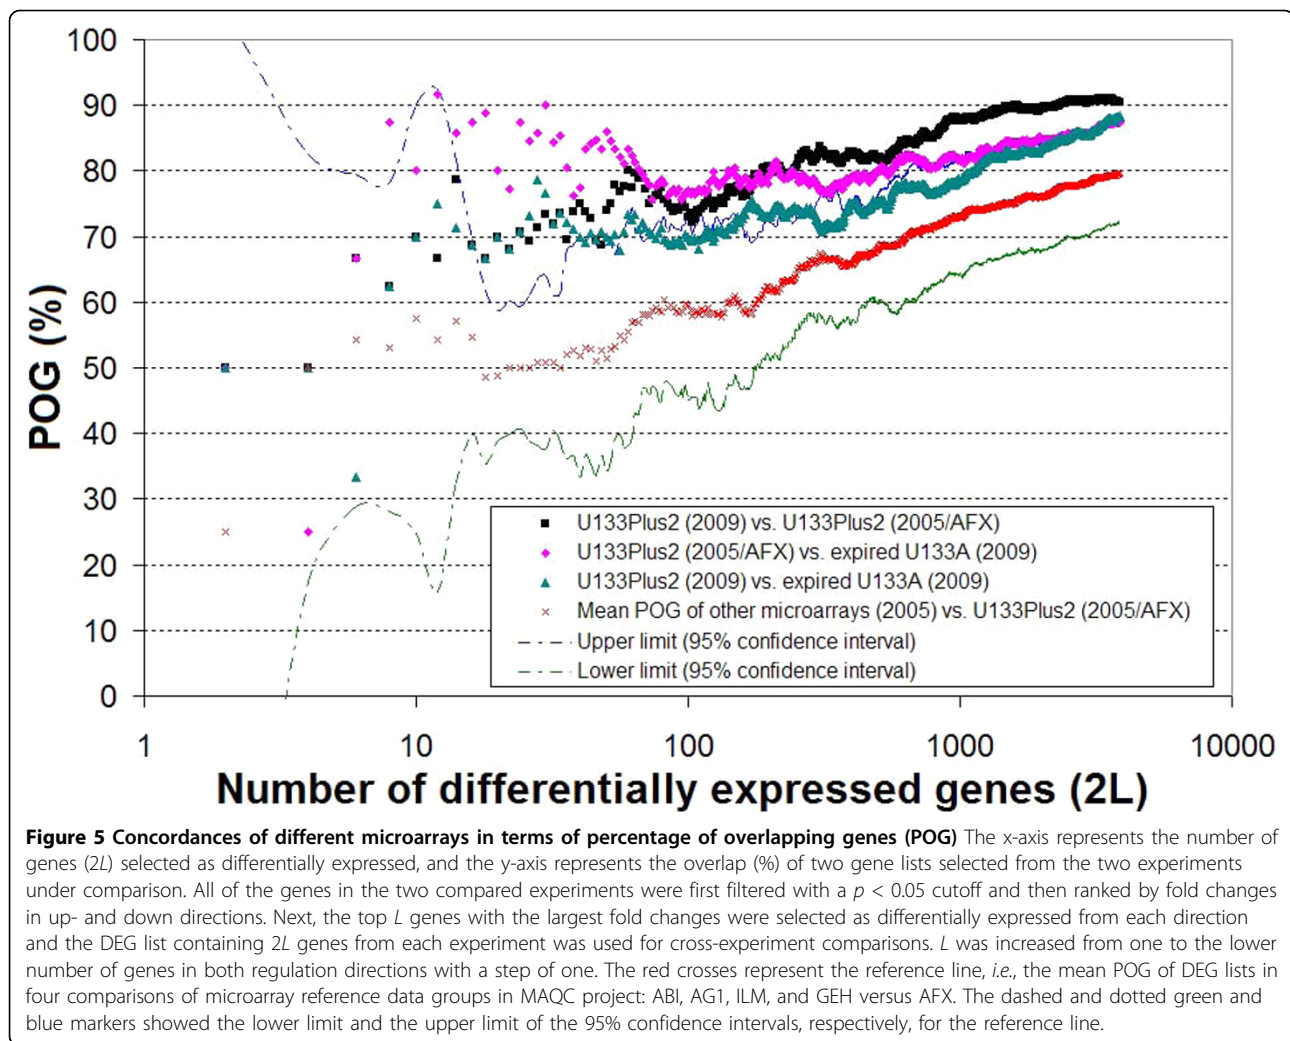 100
90
80
70
60
50
40
30
20
10
0
POG (%)
U133Plus2 (2009) vs. U133Plus2 (2005/AFX)
U133Plus2 (2005/AFX) vs. expired U133A (2009)
U133Plus2 (2009) vs. expired U133A (2009)
Mean POG of other microarrays (2005) vs. U133Plus2 (2005/AFX)
Upper limit (95% confidence interval)
Lower limit (95% confidence interval)
1 10 100 1000 10000
Number of differentially expressed genes (2L)
Figure 5 Concordances of different microarrays in terms of percentage of overlapping genes (POG) The x-axis represents the number of
genes (2L) selected as differentially expressed, and the y-axis represents the overlap (%) of two gene lists selected from the two experiments
under comparison. All of the genes in the two compared experiments were first filtered with a p < 0.05 cutoff and then ranked by fold changes
in up- and down directions. Next, the top L genes with the largest fold changes were selected as differentially expressed from each direction
and the DEG list containing 2L genes from each experiment was used for cross-experiment comparisons. L was increased from one to the lower
number of genes in both regulation directions with a step of one. The red crosses represent the reference line, i.e., the mean POG of DEG lists in
four comparisons of microarray reference data groups in MAQC project: ABI, AG1, ILM, and GEH versus AFX. The dashed and dotted green and
blue markers showed the lower limit and the upper limit of the 95% confidence intervals, respectively, for the reference line.